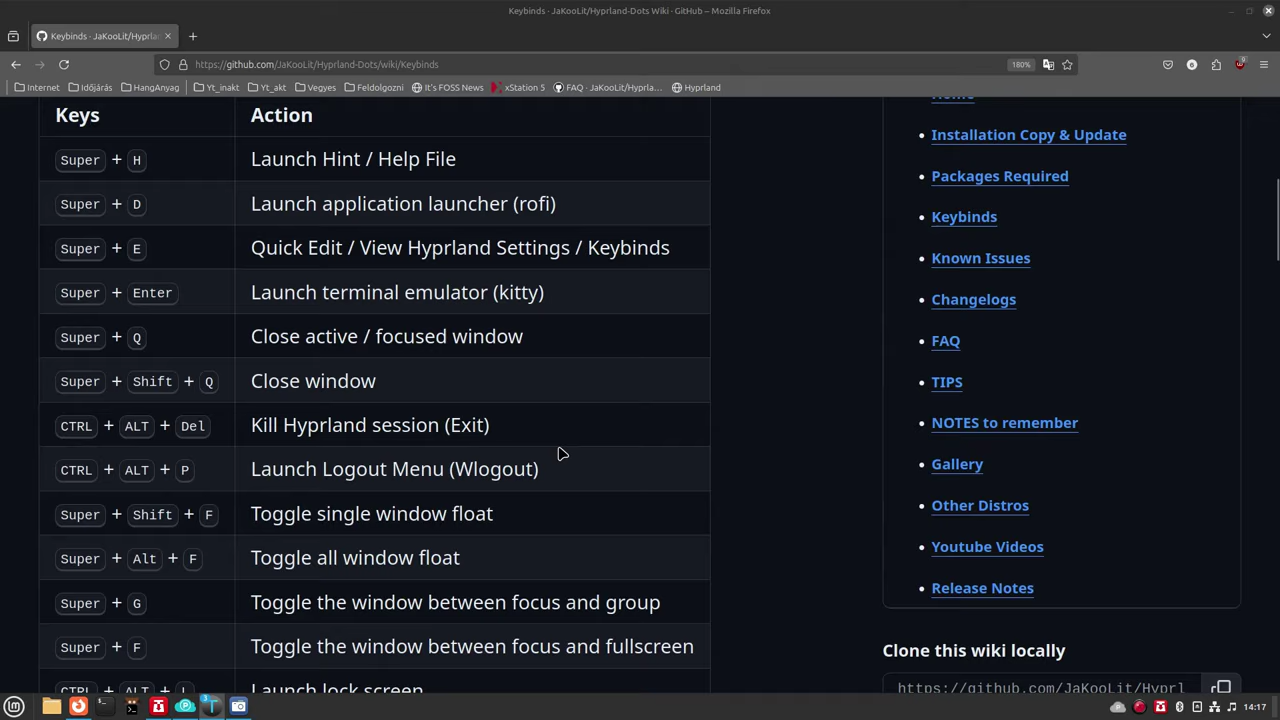 Keybinds · JaKooLit/Hyprland-Dots Wiki · GitHub — Mozilla Firefox
Keybinds · JaKooLit/Hyprla
https://github.com/JaKooLit/Hyprland-Dots/wiki/Keybinds
180%
9
Internet Időjárás HangAnyag Yt_inakt Yt_akt Vegyes Feldolgozni It's FOSS News xStation 5 FAQ · JaKooLit/Hyprla… Hyprland
Keys Action
Super + H Launch Hint / Help File
Super + D Launch application launcher (rofi)
Super + E Quick Edit / View Hyprland Settings / Keybinds
Super + Enter Launch terminal emulator (kitty)
Super + Q Close active / focused window
Super + Shift + Q Close window
CTRL + ALT + Del Kill Hyprland session (Exit)
CTRL + ALT + P Launch Logout Menu (Wlogout)
Super + Shift + F Toggle single window float
Super + Alt + F Toggle all window float
Super + G Toggle the window between focus and group
Super + F Toggle the window between focus and fullscreen
CTRL + ALT + L Launch lock screen
Home
Installation Copy & Update
Packages Required
Keybinds
Known Issues
Changelogs
FAQ
TIPS
NOTES to remember
Gallery
Other Distros
Youtube Videos
Release Notes
Clone this wiki locally
https://github.com/JaKooLit/Hyprl
3
14:17